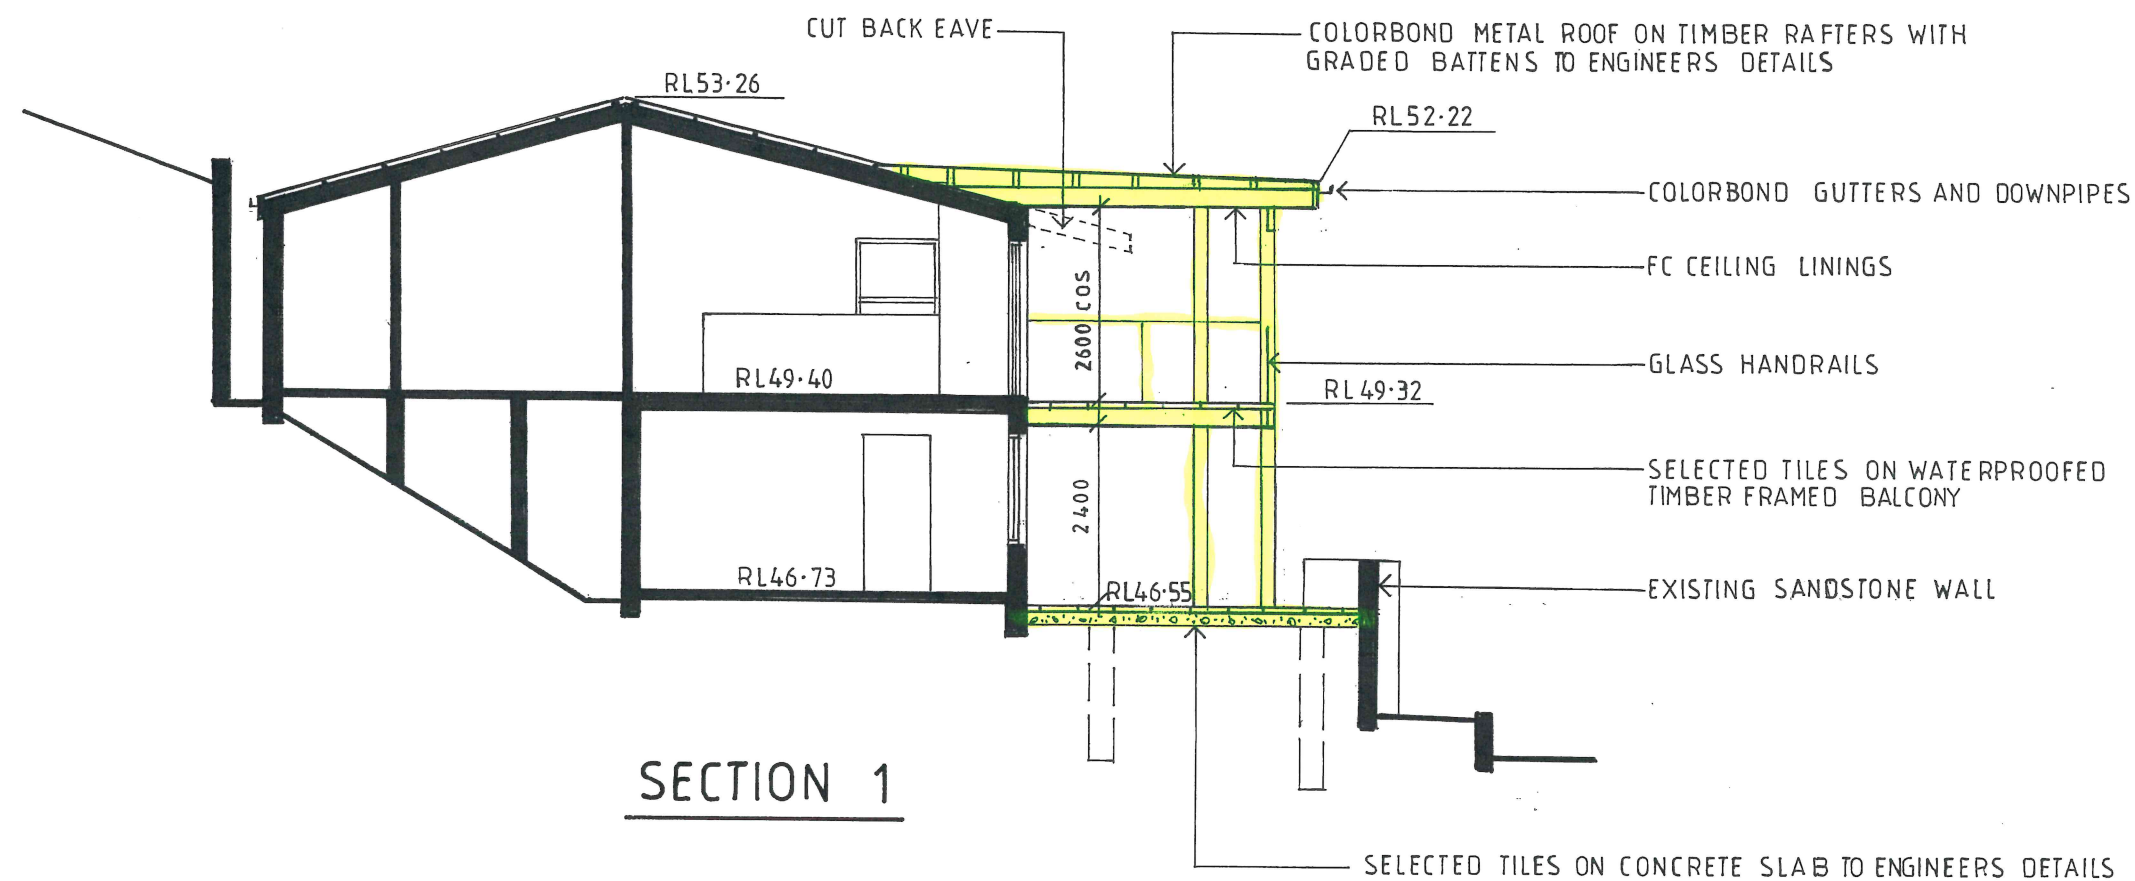 CUT BACK EAVE
COLORBOND METAL ROOF ON TIMBER RAFTERS WITH
GRADED BATTENS TO ENGINEERS DETAILS
RL53·26
RL52·22
COLORBOND GUTTERS AND DOWNPIPES
FC CEILING LININGS
2600 COS
GLASS HANDRAILS
RL49·40
RL49·32
SELECTED TILES ON WATERPROOFED
TIMBER FRAMED BALCONY
2400
RL46·73
RL46·55
EXISTING SANDSTONE WALL
SECTION 1
SELECTED TILES ON CONCRETE SLAB TO ENGINEERS DETAILS